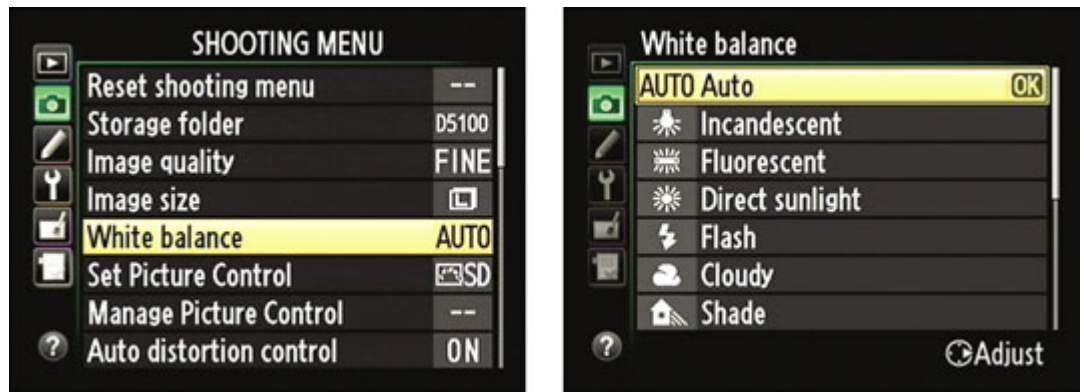 SHOOTING MENU
Reset shooting menu --
Storage folder D5100
Image quality FINE
Image size L
White balance AUTO
Set Picture Control SD
Manage Picture Control --
Auto distortion control ON
?
White balance
AUTO Auto OK
Incandescent
Fluorescent
Direct sunlight
Flash
Cloudy
Shade
? Adjust